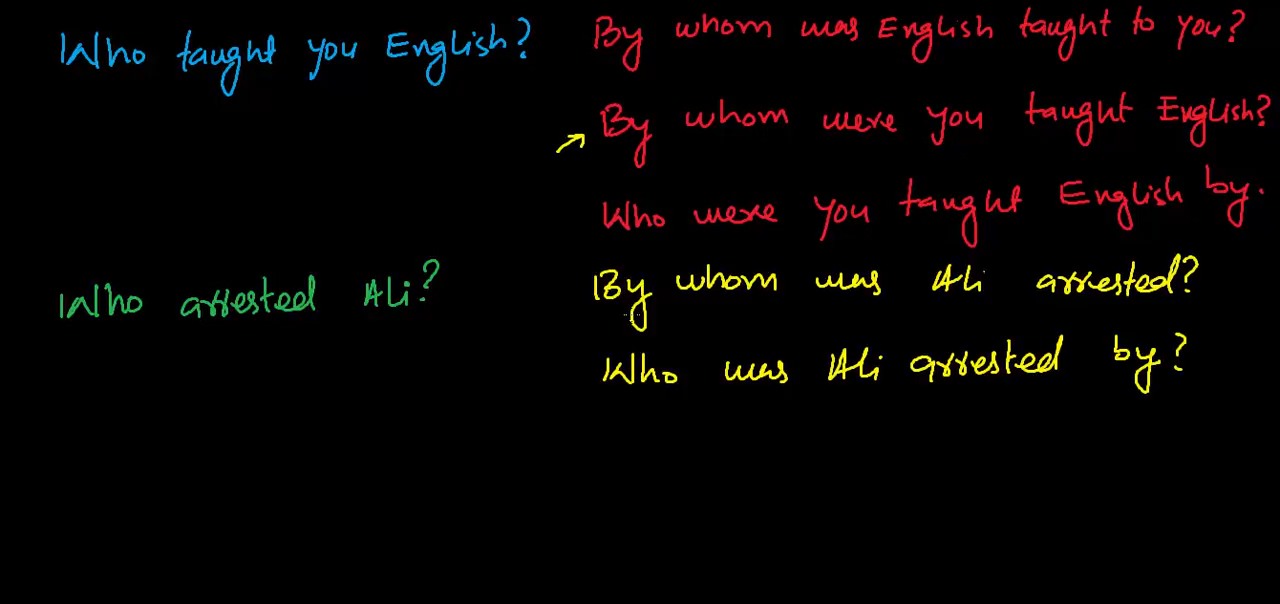 Who taught you English?
By whom was English taught to you?
By whom were you taught English?
Who were you taught English by.
Who arrested Ali?
By whom was Ali arrested?
Who was Ali arrested by?